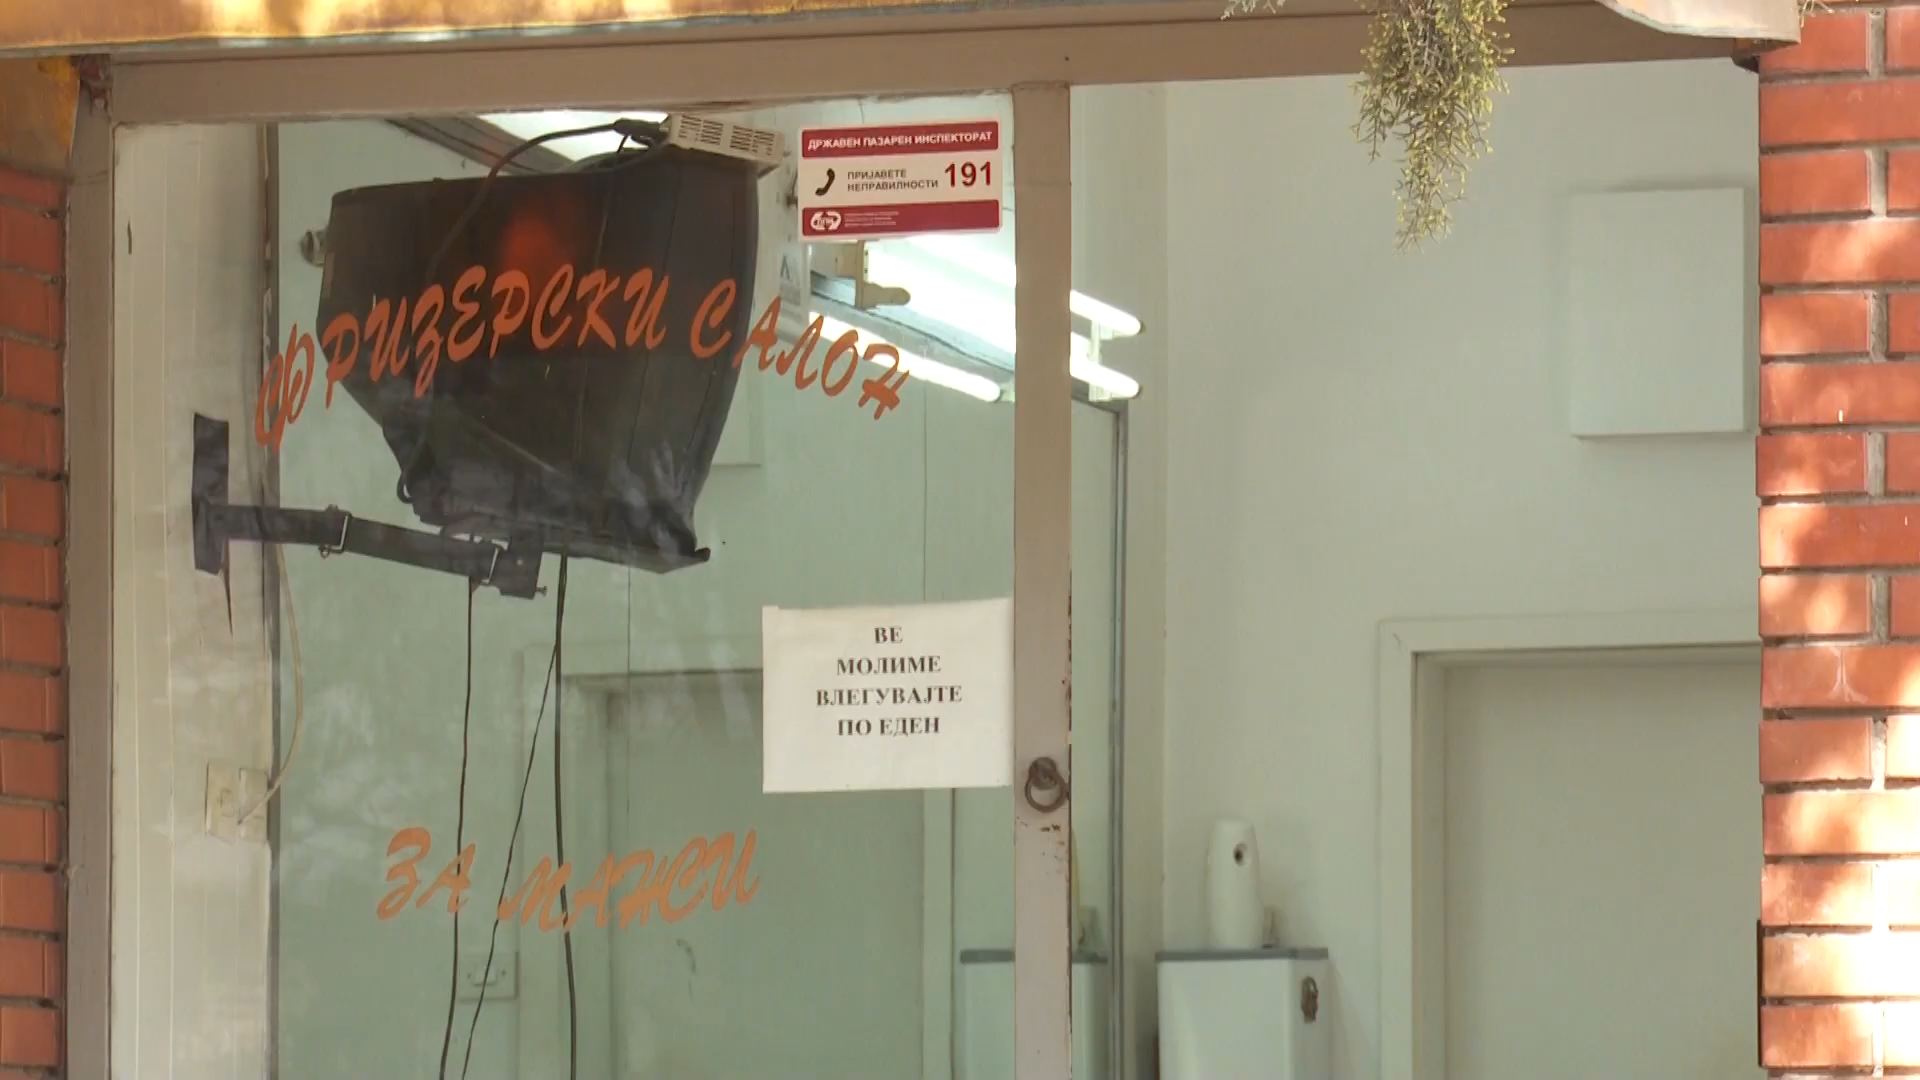 ДРЖАВЕН ПАЗАРЕН ИНСПЕКТОРАТ
ПРИЈАВЕТЕ
НЕПРАВИЛНОСТИ 191
ФРИЗЕРСКИ САЛОН
ВЕ
МОЛИМЕ
ВЛЕГУВАЈТЕ
ПО ЕДЕН
ЗА МАЖИ